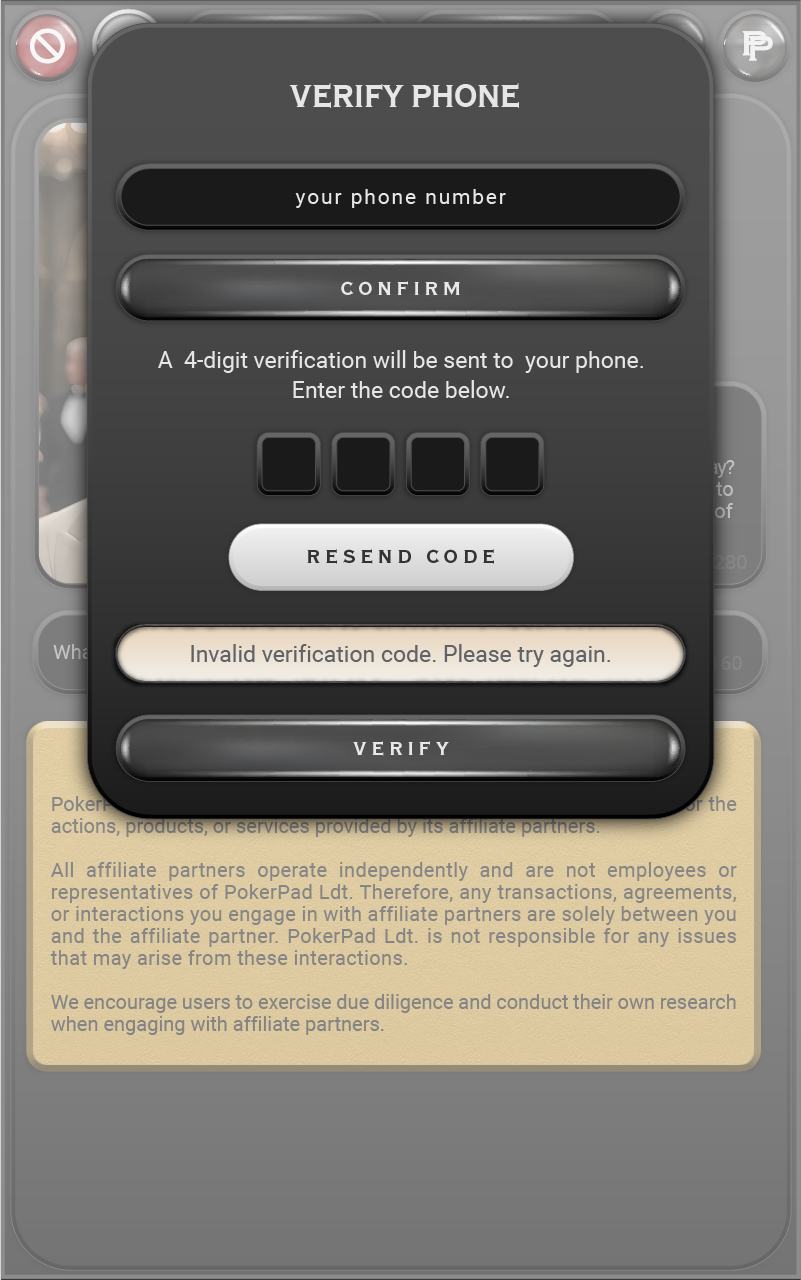 VERIFY PHONE
your phone number
CONFIRM
A 4-digit verification will be sent to your phone.
Enter the code below.
ay?
to
of
280
RESEND CODE
Invalid verification code. Please try again.
60
VERIFY
or the
actions, products, or services provided by its affiliate partners.
All affiliate partners operate independently and are not employees or
representatives of PokerPad Ldt. Therefore, any transactions, agreements,
or interactions you engage in with affiliate partners are solely between you
and the affiliate partner. PokerPad Ldt. is not responsible for any issues
that may arise from these interactions.
We encourage users to exercise due diligence and conduct their own research
when engaging with affiliate partners.